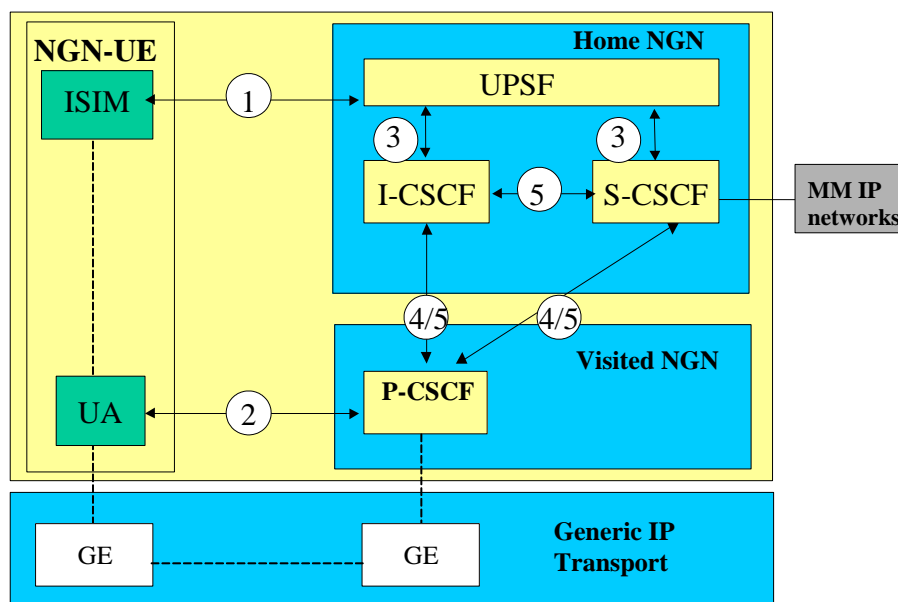 Home NGN
NGN-UE
ISIM
1
UPSF
3
3
I-CSCF
5
S-CSCF
MM IP
networks
4/5
4/5
Visited NGN
P-CSCF
UA
2
GE
GE
Generic IP
Transport